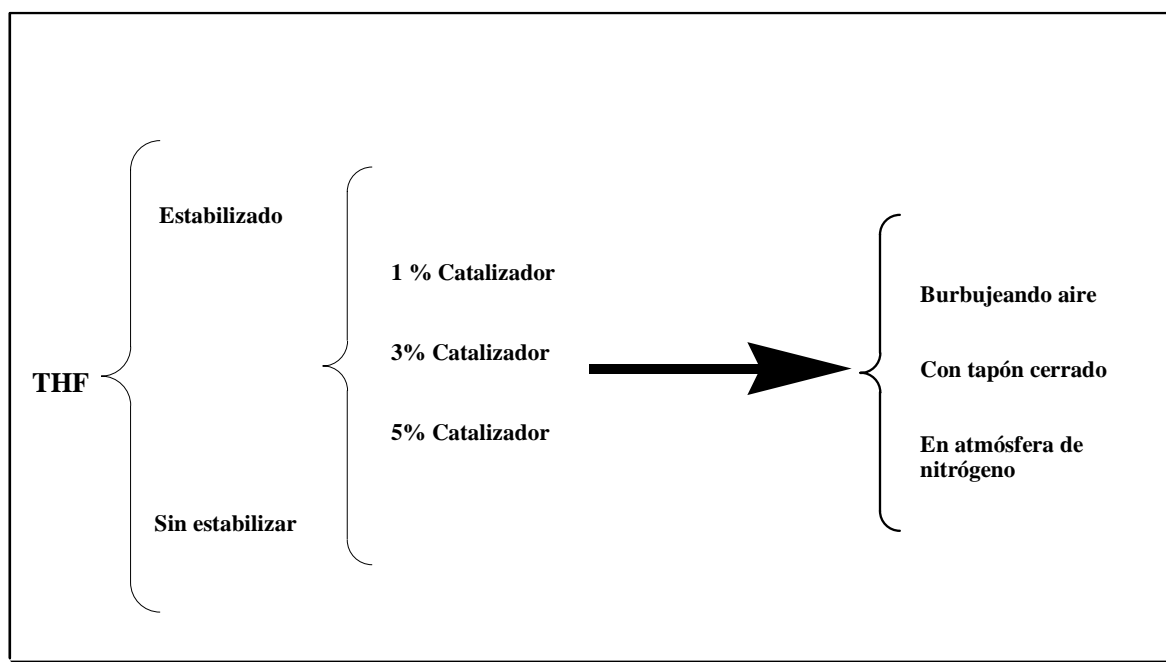 THF
Estabilizado
Sin estabilizar
1 % Catalizador
3% Catalizador
5% Catalizador
Burbujeando aire
Con tapón cerrado
En atmósfera de
nitrógeno